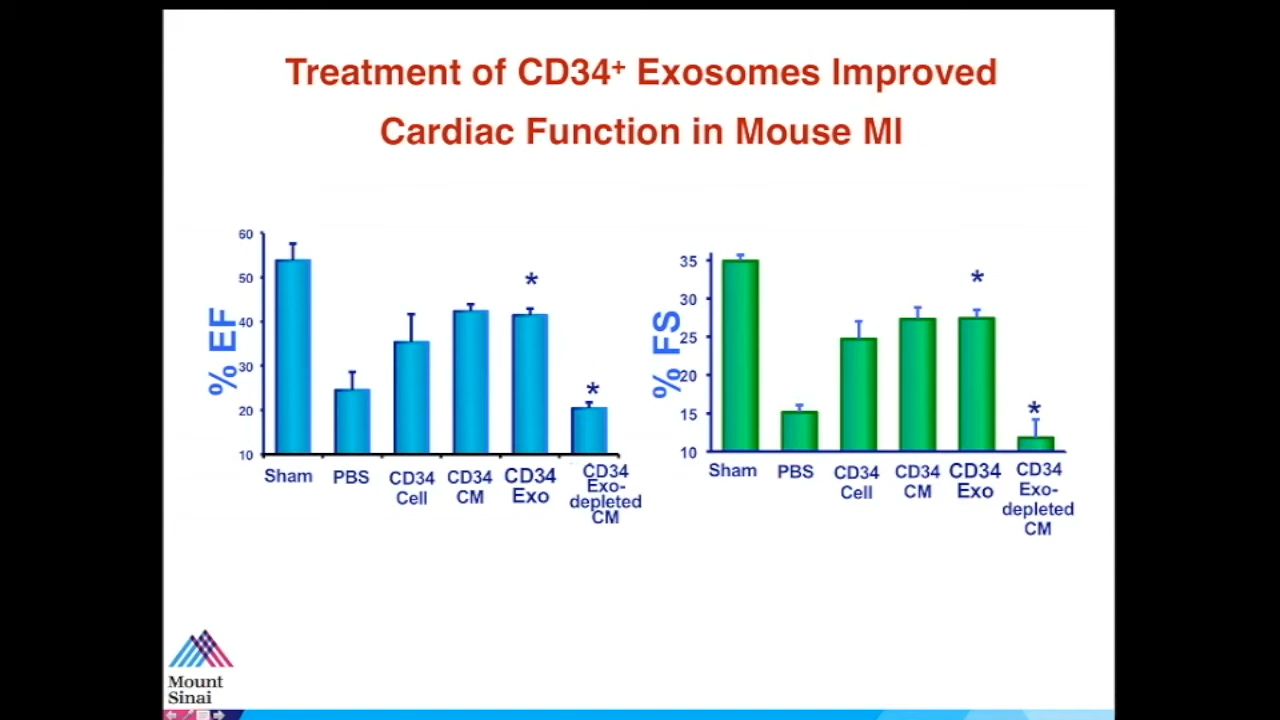 Treatment of CD34⁺ Exosomes Improved
Cardiac Function in Mouse MI
% EF
60
50
40
30
20
10
*
*
Sham
PBS
CD34
Cell
CD34
CM
CD34
Exo
CD34
Exo-
depleted
CM
% FS
35
30
25
20
15
10
*
*
Sham
PBS
CD34
Cell
CD34
CM
CD34
Exo
CD34
Exo-
depleted
CM
Mount
Sinai